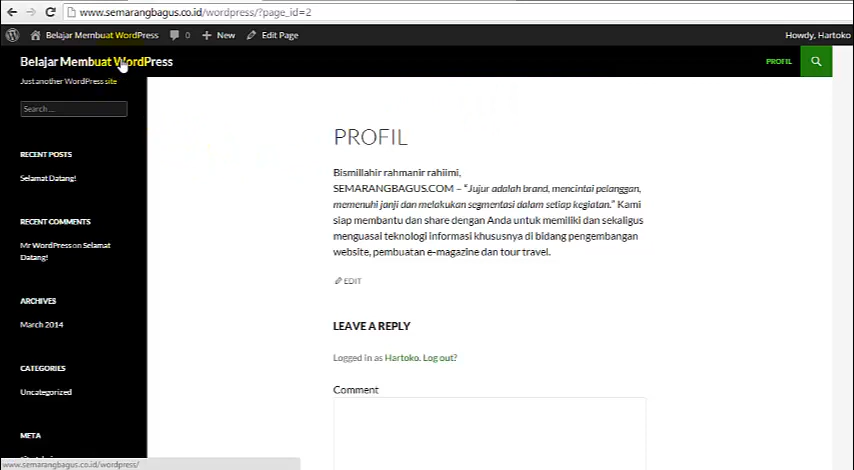 www.semarangbagus.co.id/wordpress/?page_id=2
Belajar Membuat WordPress 0 New Edit Page Howdy, Hartoko
Belajar Membuat WordPress PROFIL
Just another WordPress site
Search ...
RECENT POSTS
Selamat Datang!
RECENT COMMENTS
Mr WordPress on Selamat
Datang!
ARCHIVES
March 2014
CATEGORIES
Uncategorized
META
PROFIL
Bismillahir rahmanir rahiimi,
SEMARANGBAGUS.COM – “Jujur adalah brand, mencintai pelanggan,
memenuhi janji dan melakukan segmentasi dalam setiap kegiatan.” Kami
siap membantu dan share dengan Anda untuk memiliki dan sekaligus
menguasai teknologi informasi khususnya di bidang pengembangan
website, pembuatan e-magazine dan tour travel.
EDIT
LEAVE A REPLY
Logged in as Hartoko. Log out?
Comment
www.semarangbagus.co.id/wordpress/